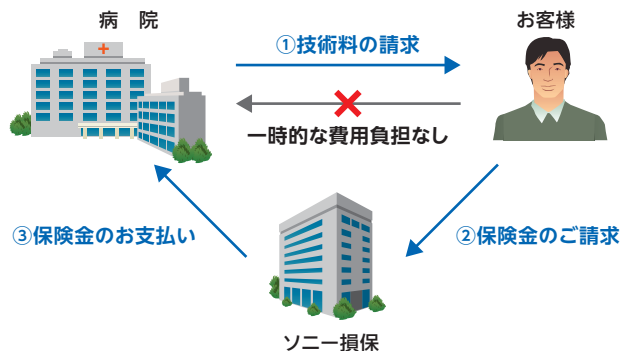 病　院
お客様
①技術料の請求
一時的な費用負担なし
③保険金のお支払い
②保険金のご請求
ソニー損保